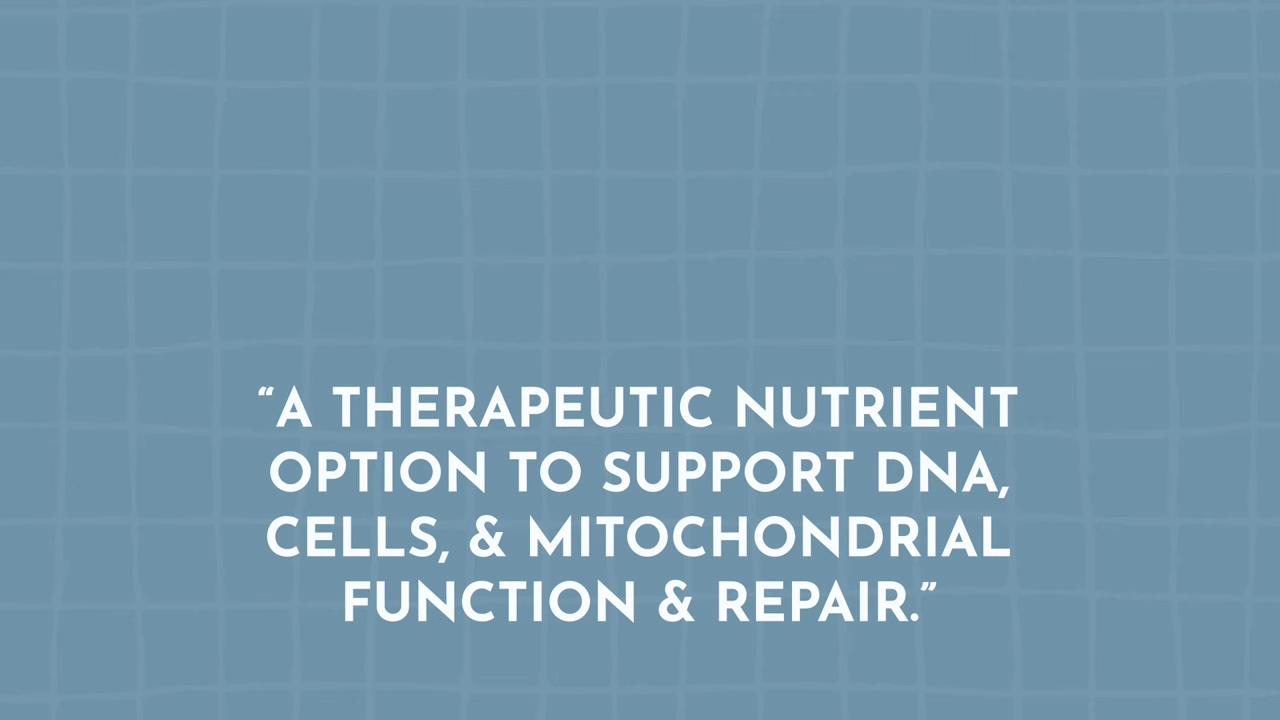 “A THERAPEUTIC NUTRIENT
OPTION TO SUPPORT DNA,
CELLS, & MITOCHONDRIAL
FUNCTION & REPAIR.”